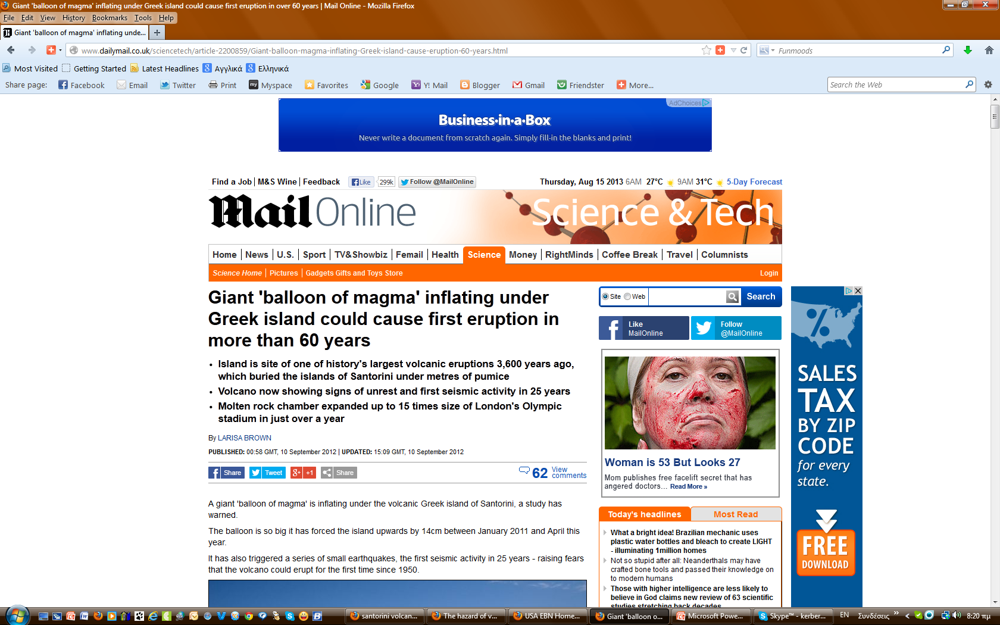 Giant 'balloon of magma' inflating under Greek island could cause first eruption in over 60 years | Mail Online - Mozilla Firefox
File Edit View History Bookmarks Tools Help
Giant 'balloon of magma' inflating unde...
www.dailymail.co.uk/sciencetech/article-2200859/Giant-balloon-magma-inflating-Greek-island-cause-eruption-60-years.html
Funmoods
Most Visited Getting Started Latest Headlines Αγγλικά Ελληνικά
Share page: Facebook Email Twitter Print Myspace Favorites Google Y! Mail Blogger Gmail Friendster More...
Search the Web
AdChoices
Business-in-a-Box
Never write a document from scratch again. Simply fill-in the blanks and print!
Find a Job | M&S Wine | Feedback Like 299k Follow @MailOnline
Thursday, Aug 15 2013 6AM 27°C 9AM 31°C 5-Day Forecast
Mail Online
Science & Tech
Home News U.S. Sport TV&Showbiz Femail Health Science Money RightMinds Coffee Break Travel Columnists
Science Home Pictures Gadgets Gifts and Toys Store Login
Giant 'balloon of magma' inflating under
Greek island could cause first eruption in
more than 60 years
• Island is site of one of history's largest volcanic eruptions 3,600 years ago,
which buried the islands of Santorini under metres of pumice
• Volcano now showing signs of unrest and first seismic activity in 25 years
• Molten rock chamber expanded up to 15 times size of London's Olympic
stadium in just over a year
By LARISA BROWN
PUBLISHED: 00:58 GMT, 10 September 2012 | UPDATED: 15:09 GMT, 10 September 2012
Share Tweet +1 Share
62 View
comments
A giant 'balloon of magma' is inflating under the volcanic Greek island of Santorini, a study has
warned.
The balloon is so big it has forced the island upwards by 14cm between January 2011 and April this
year.
It has also triggered a series of small earthquakes, the first seismic activity in 25 years - raising fears
that the volcano could erupt for the first time since 1950.
Site Web Search
Like
MailOnline
Follow
@MailOnline
Woman is 53 But Looks 27
Mom publishes free facelift secret that has
angered doctors... Read More »
Today's headlines Most Read
What a bright idea! Brazilian mechanic uses
plastic water bottles and bleach to create LIGHT
- illuminating 1million homes
Not so stupid after all: Neanderthals may have
crafted bone tools and passed their knowledge on
to modern humans
Those with higher intelligence are less likely to
believe in God claims new review of 63 scientific
studies stretching back decades
SALES
TAX
BY ZIP
CODE
for every
state.
FREE
DOWNLOAD
santorini volcan... The hazard of v... USA EBN Home... Giant 'balloon o... Microsoft Powe... Skype™ - kerber... EN Συνδέσεις 8:20 πμ